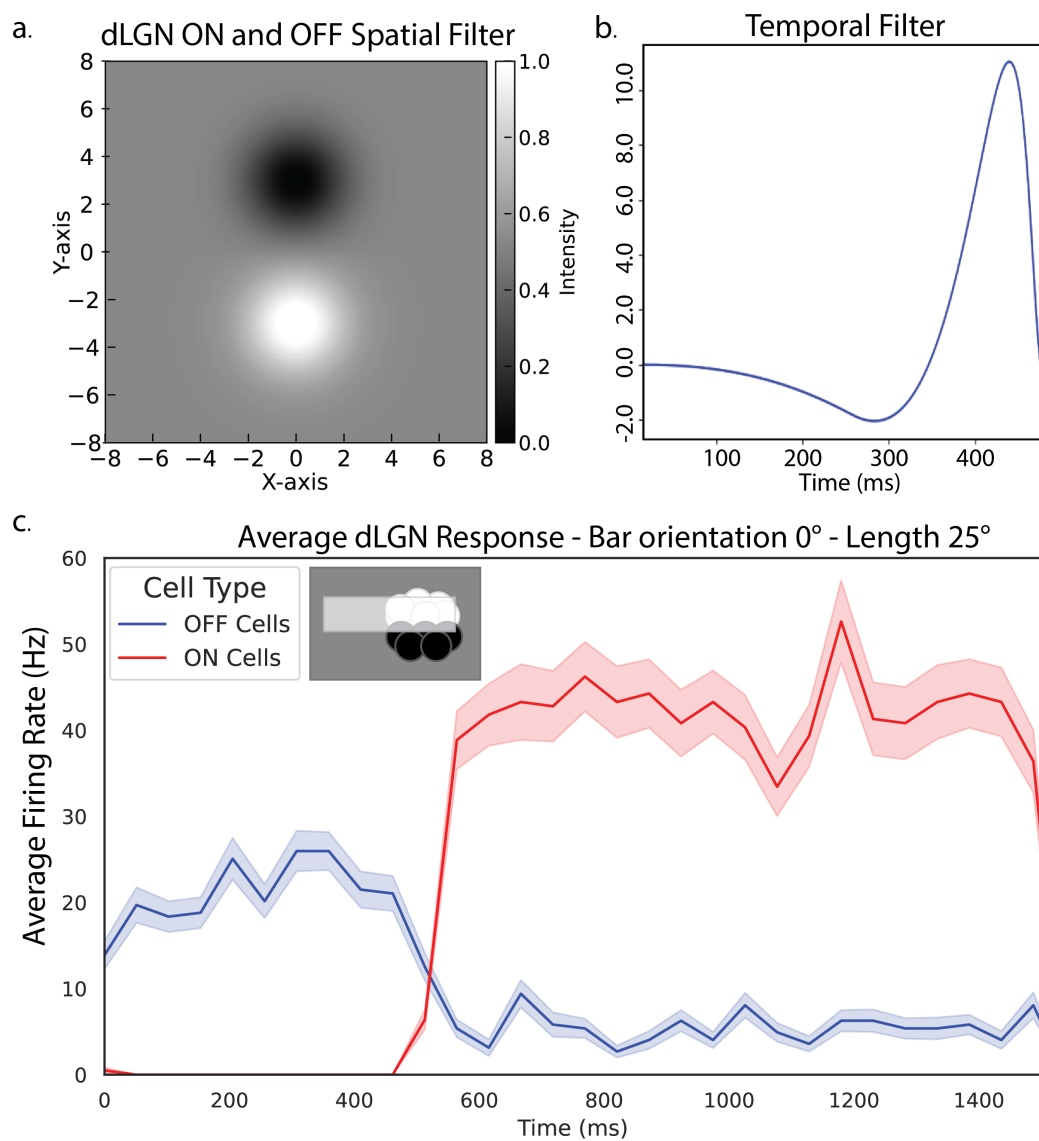 a.
dLGN ON and OFF Spatial Filter
8
6
4
2
0
−2
−4
−6
−8
Y-axis
−8 −6 −4 −2 0 2 4 6 8
X-axis
1.0
0.8
0.6
0.4
0.2
0.0
Intensity
b.
Temporal Filter
10.0
8.0
6.0
4.0
2.0
0.0
-2.0
100 200 300 400
Time (ms)
c.
Average dLGN Response - Bar orientation 0° - Length 25°
Cell Type
OFF Cells
ON Cells
60
50
40
30
20
10
0
Average Firing Rate (Hz)
0 200 400 600 800 1000 1200 1400
Time (ms)